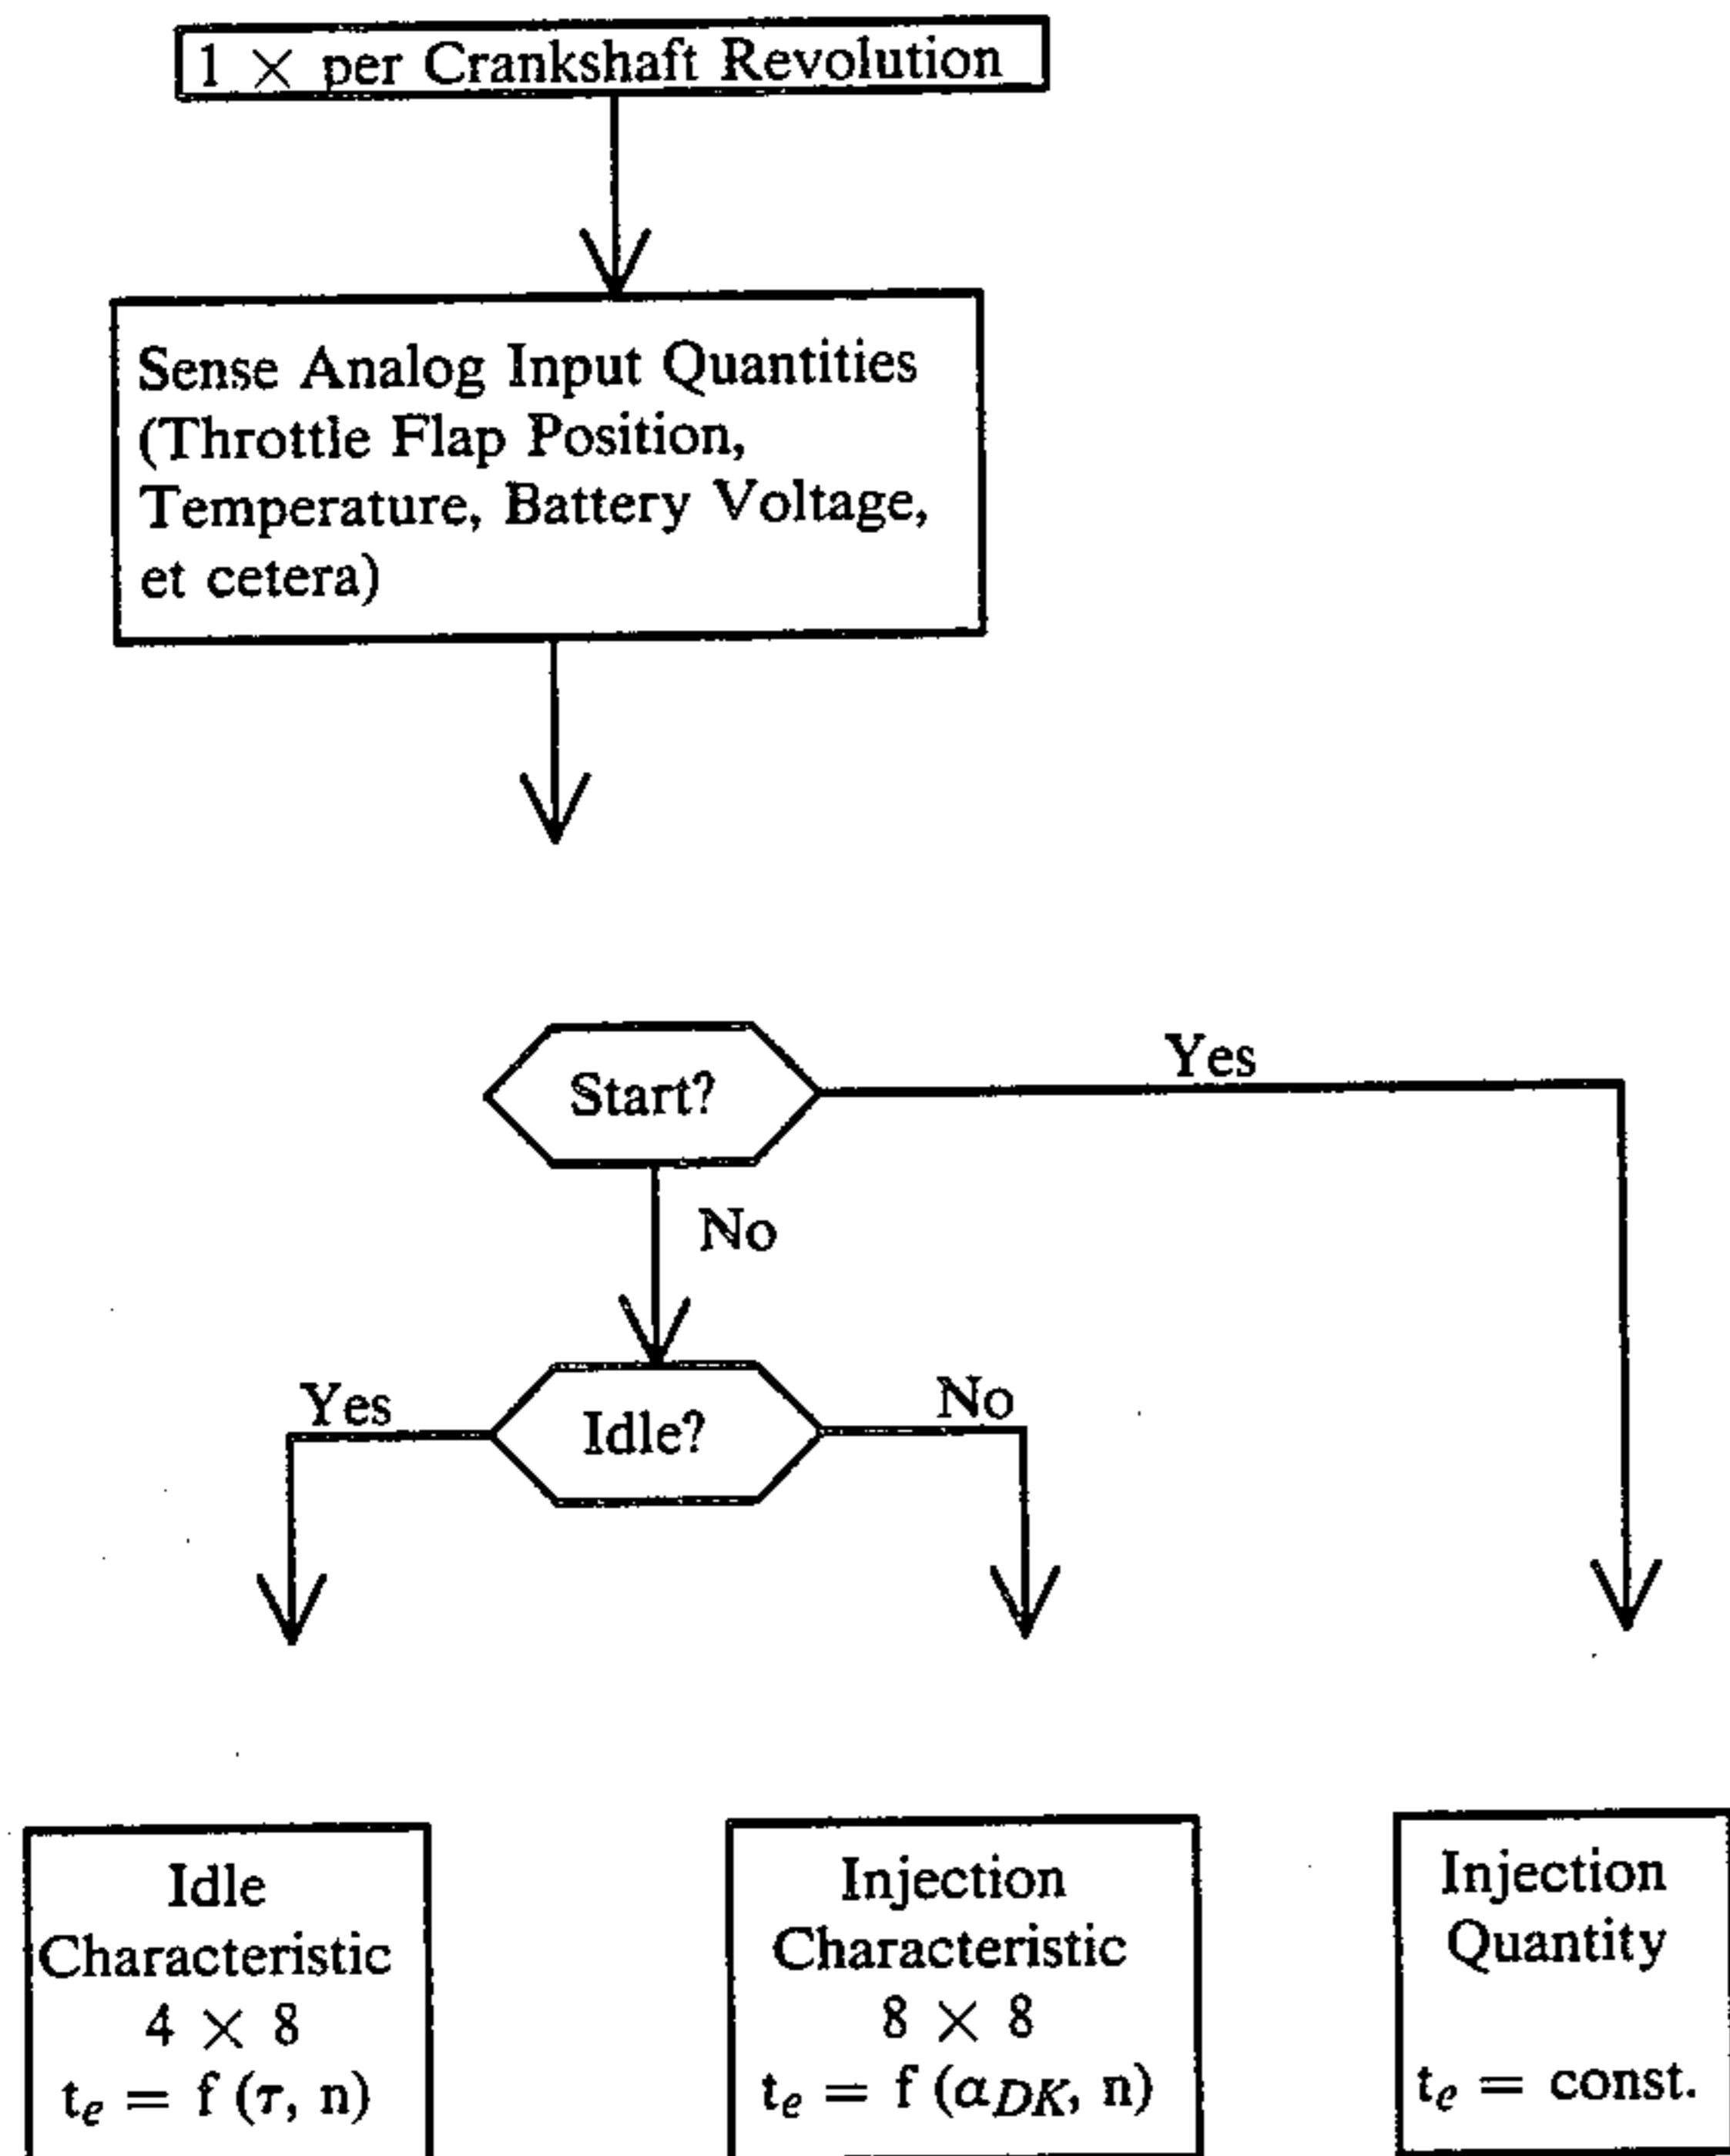 1 × per Crankshaft Revolution
Sense Analog Input Quantities
(Throttle Flap Position,
Temperature, Battery Voltage,
et cetera)
Start?
Yes
No
Idle?
Yes
No
Idle
Characteristic
4 × 8
tₑ = f (τ, n)
Injection
Characteristic
8 × 8
tₑ = f (α_DK, n)
Injection
Quantity
tₑ = const.